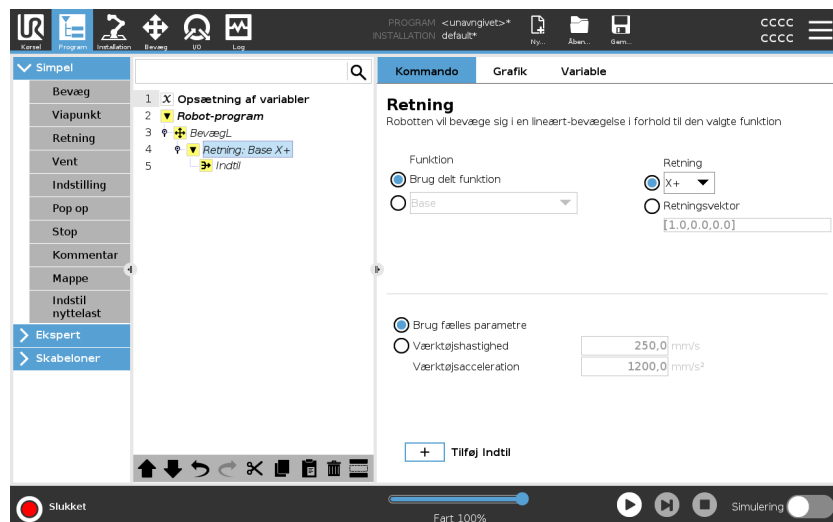 PROGRAM <unavngivet>*
INSTALLATION default*
UR
Kørsel Program Installation Bevæg I/O Log
Ny... Åben... Gem...
CCCC
CCCC
Simpel
Bevæg
Viapunkt
Retning
Vent
Indstilling
Pop op
Stop
Kommentar
Mappe
Indstil
nyttelast
Ekspert
Skabeloner
1 X Opsætning af variabler
2 Robot-program
3 BevægL
4 Retning: Base X+
5 Indtil
Kommando Grafik Variable
Retning
Robotten vil bevæge sig i en lineært-bevægelse i forhold til den valgte funktion
Funktion
Brug delt funktion
Base
Retning
X+
Retningsvektor
[1.0,0.0,0.0]
Brug fælles parametre
Værktøjshastighed 250,0 mm/s
Værktøjsacceleration 1200,0 mm/s²
+ Tilføj Indtil
Slukket
Fart 100%
Simulering